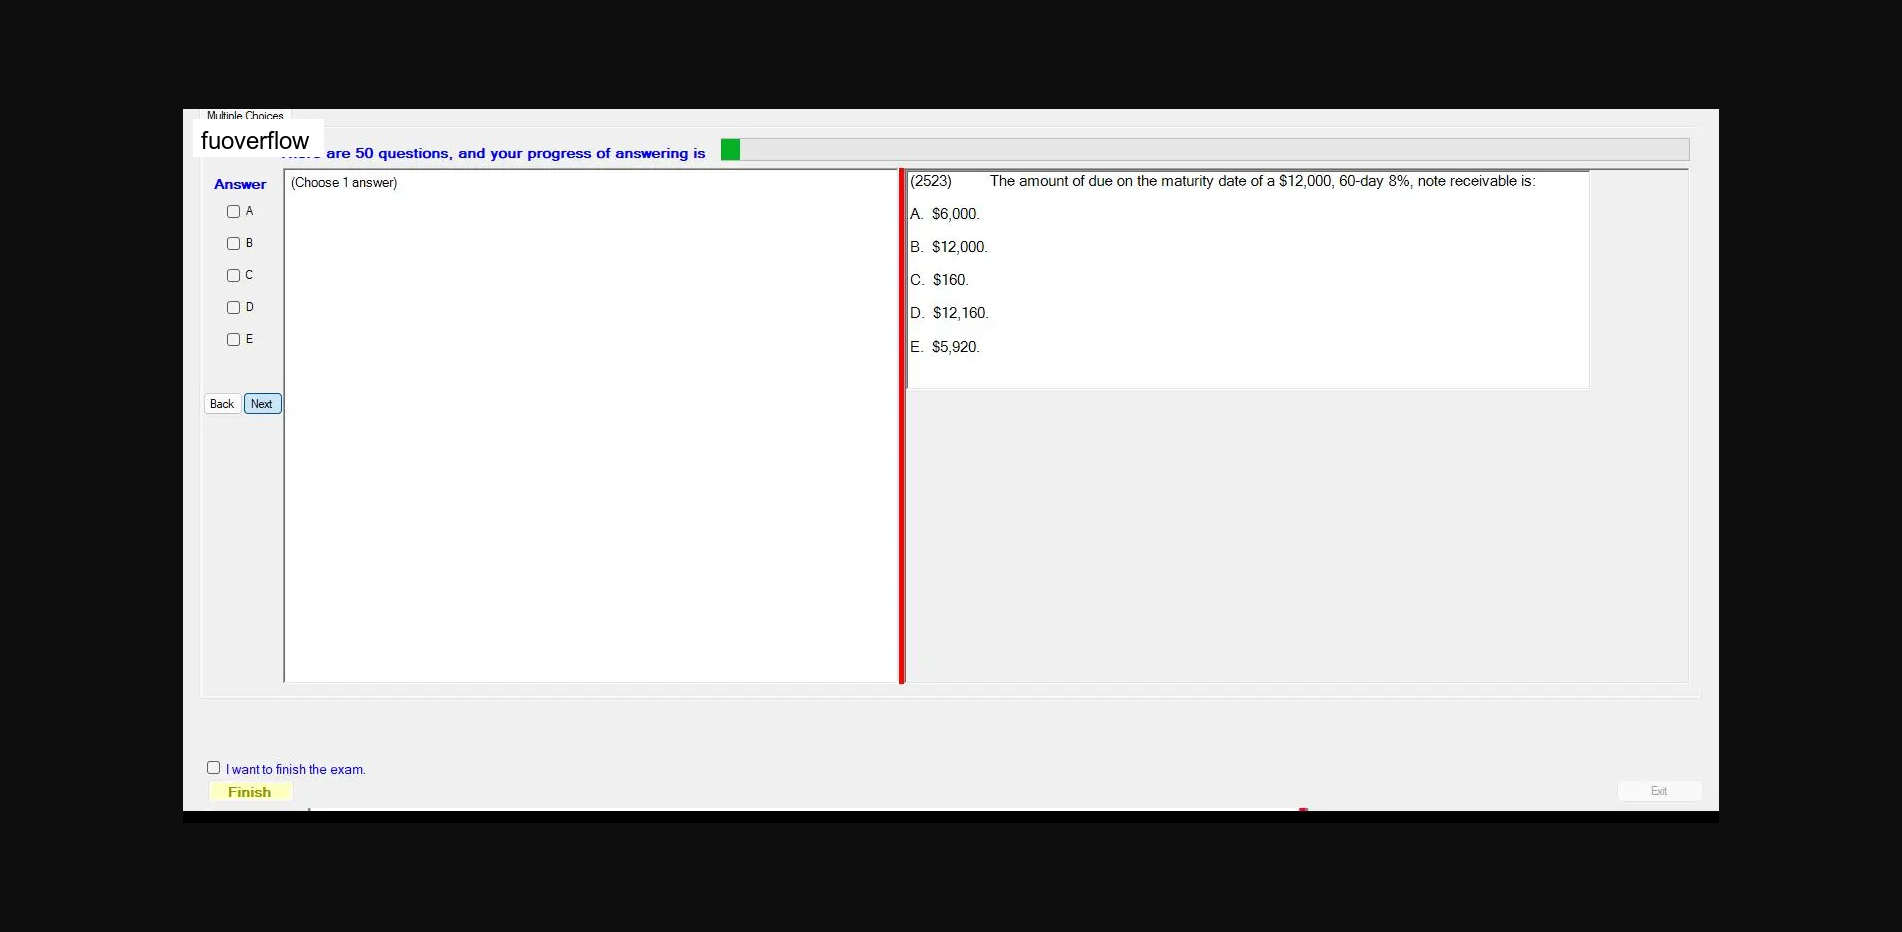 Multiple Choices
fuoverflow
are 50 questions, and your progress of answering is
Answer
(Choose 1 answer)
A
B
C
D
E
Back Next
(2523) The amount of due on the maturity date of a $12,000, 60-day 8%, note receivable is:
A. $6,000.
B. $12,000.
C. $160.
D. $12,160.
E. $5,920.
I want to finish the exam.
Finish
Exit